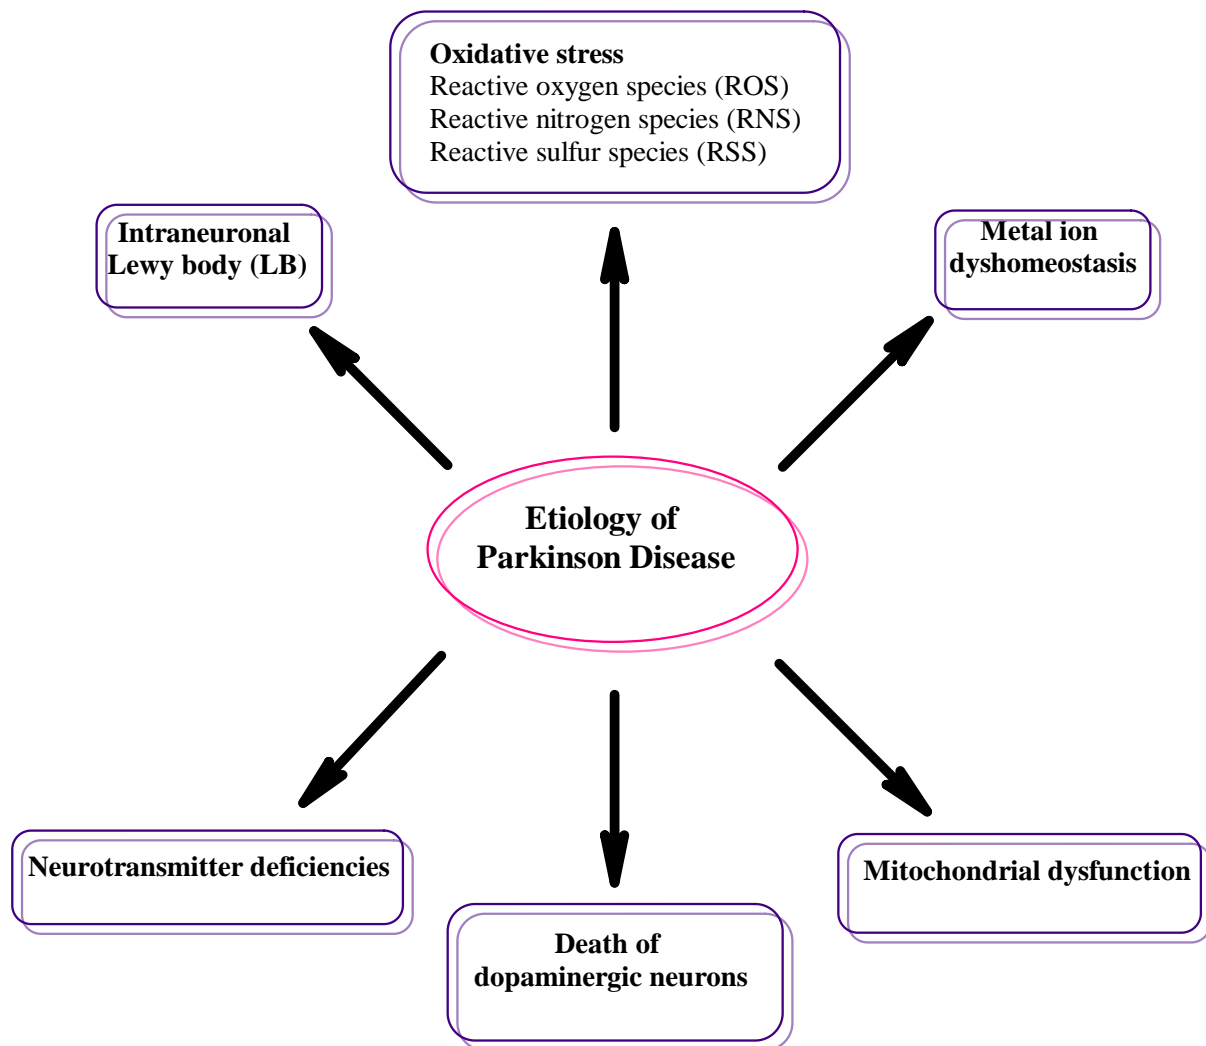 Oxidative stress
Reactive oxygen species (ROS)
Reactive nitrogen species (RNS)
Reactive sulfur species (RSS)
Intraneuronal
Lewy body (LB)
Metal ion
dyshomeostasis
Etiology of
Parkinson Disease
Neurotransmitter deficiencies
Mitochondrial dysfunction
Death of
dopaminergic neurons